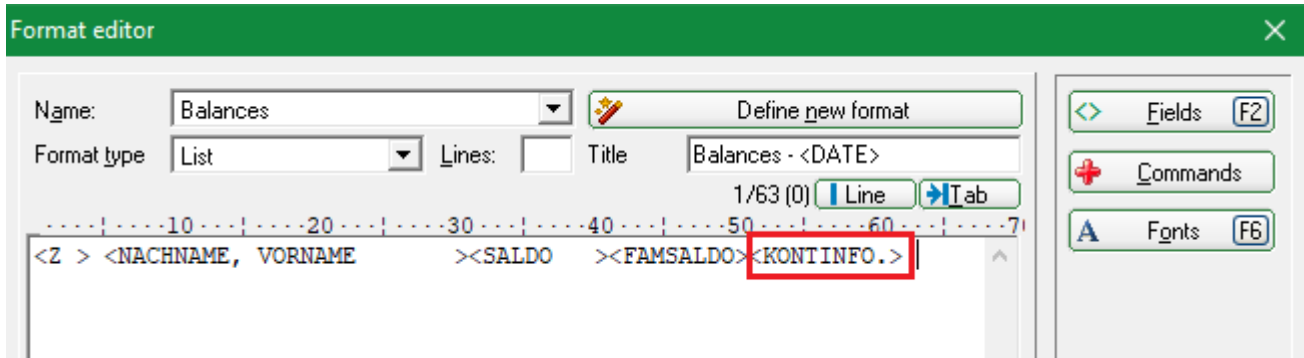 Format editor
Name: Balances Define new format Fields F2
Format type List Lines: Title Balances - <DATE> Commands
1/63 (0) Line Tab Fonts F6
_....¦....10...¦....20...¦....30...¦....40...¦....50...¦....60...¦....70
<Z > <NACHNAME, VORNAME        ><SALDO   ><FAMSALDO><KONTINFO.>